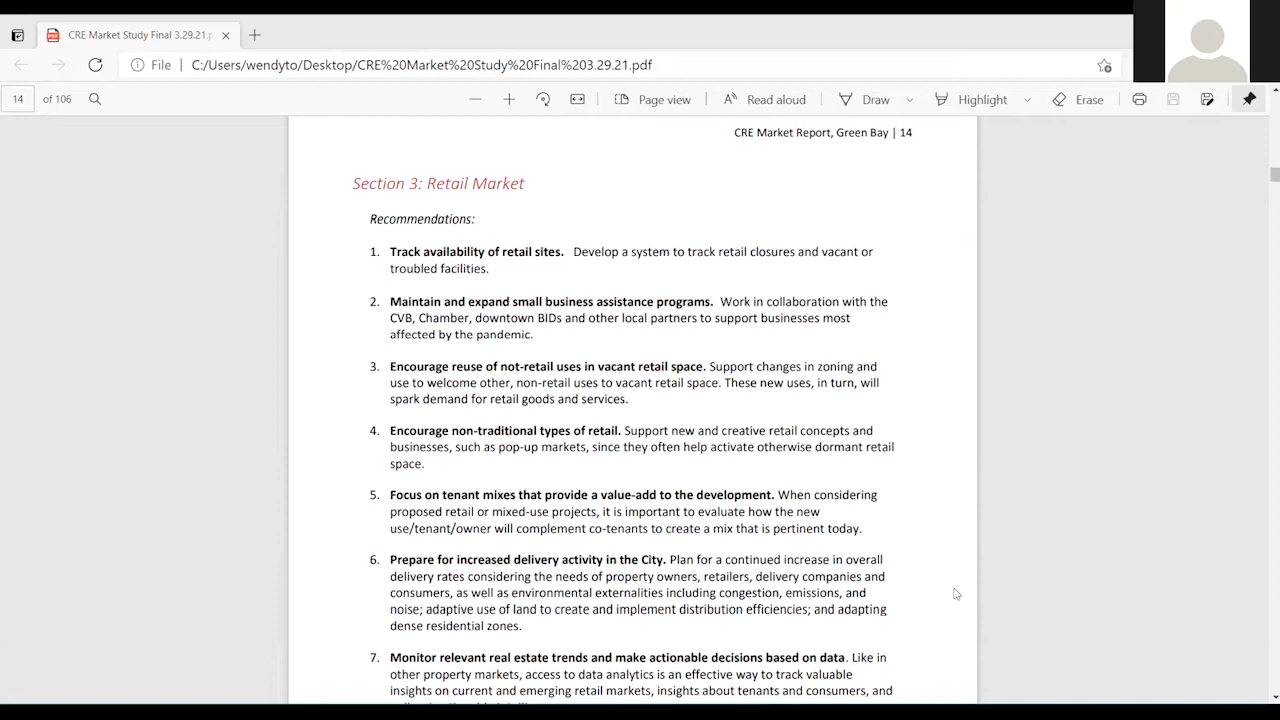 CRE Market Study Final 3.29.21.p
File
C:/Users/wendyto/Desktop/CRE%20Market%20Study%20Final%203.29.21.pdf
14 of 106
Page view
Read aloud
Draw
Highlight
Erase
CRE Market Report, Green Bay | 14
Section 3: Retail Market
Recommendations:
1. Track availability of retail sites. Develop a system to track retail closures and vacant or
troubled facilities.
2. Maintain and expand small business assistance programs. Work in collaboration with the
CVB, Chamber, downtown BIDs and other local partners to support businesses most
affected by the pandemic.
3. Encourage reuse of not-retail uses in vacant retail space. Support changes in zoning and
use to welcome other, non-retail uses to vacant retail space. These new uses, in turn, will
spark demand for retail goods and services.
4. Encourage non-traditional types of retail. Support new and creative retail concepts and
businesses, such as pop-up markets, since they often help activate otherwise dormant retail
space.
5. Focus on tenant mixes that provide a value-add to the development. When considering
proposed retail or mixed-use projects, it is important to evaluate how the new
use/tenant/owner will complement co-tenants to create a mix that is pertinent today.
6. Prepare for increased delivery activity in the City. Plan for a continued increase in overall
delivery rates considering the needs of property owners, retailers, delivery companies and
consumers, as well as environmental externalities including congestion, emissions, and
noise; adaptive use of land to create and implement distribution efficiencies; and adapting
dense residential zones.
7. Monitor relevant real estate trends and make actionable decisions based on data. Like in
other property markets, access to data analytics is an effective way to track valuable
insights on current and emerging retail markets, insights about tenants and consumers, and